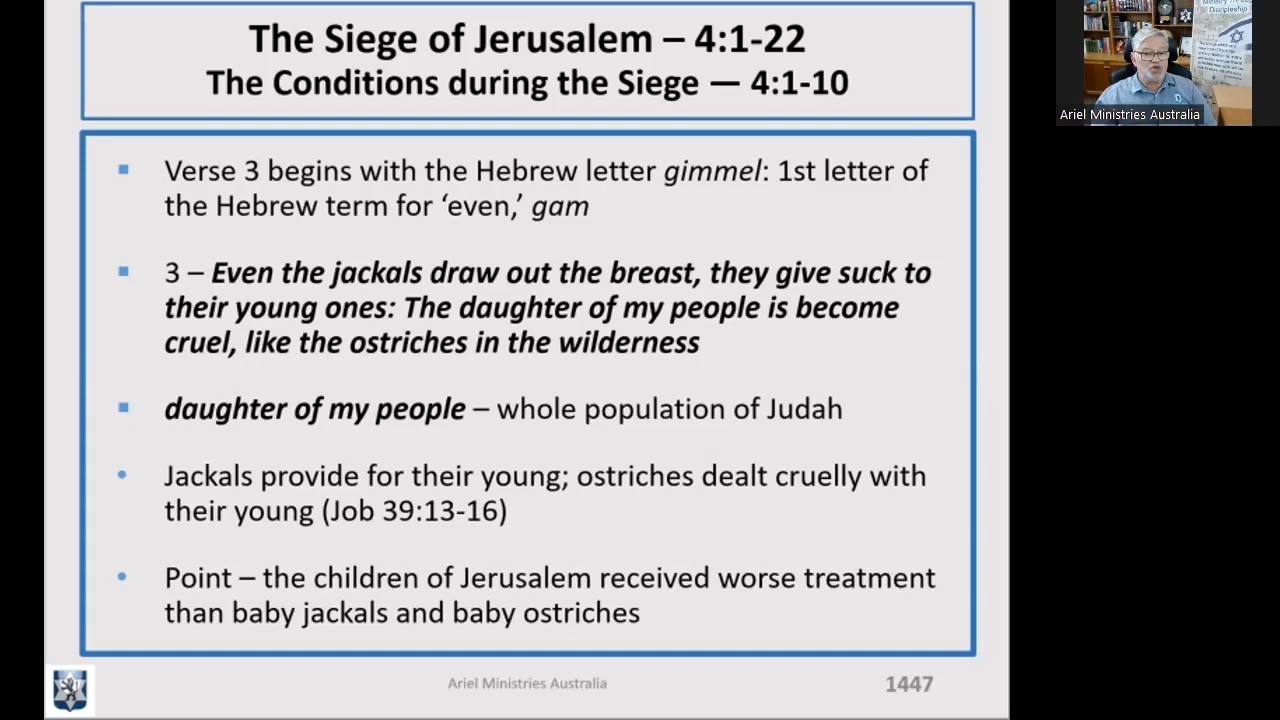 The Siege of Jerusalem – 4:1-22
The Conditions during the Siege — 4:1-10
Verse 3 begins with the Hebrew letter gimmel: 1st letter of
the Hebrew term for ‘even,’ gam
3 – Even the jackals draw out the breast, they give suck to
their young ones: The daughter of my people is become
cruel, like the ostriches in the wilderness
daughter of my people – whole population of Judah
Jackals provide for their young; ostriches dealt cruelly with
their young (Job 39:13-16)
Point – the children of Jerusalem received worse treatment
than baby jackals and baby ostriches
Ariel Ministries Australia
1447
Discipleship
Ariel Ministries Australia